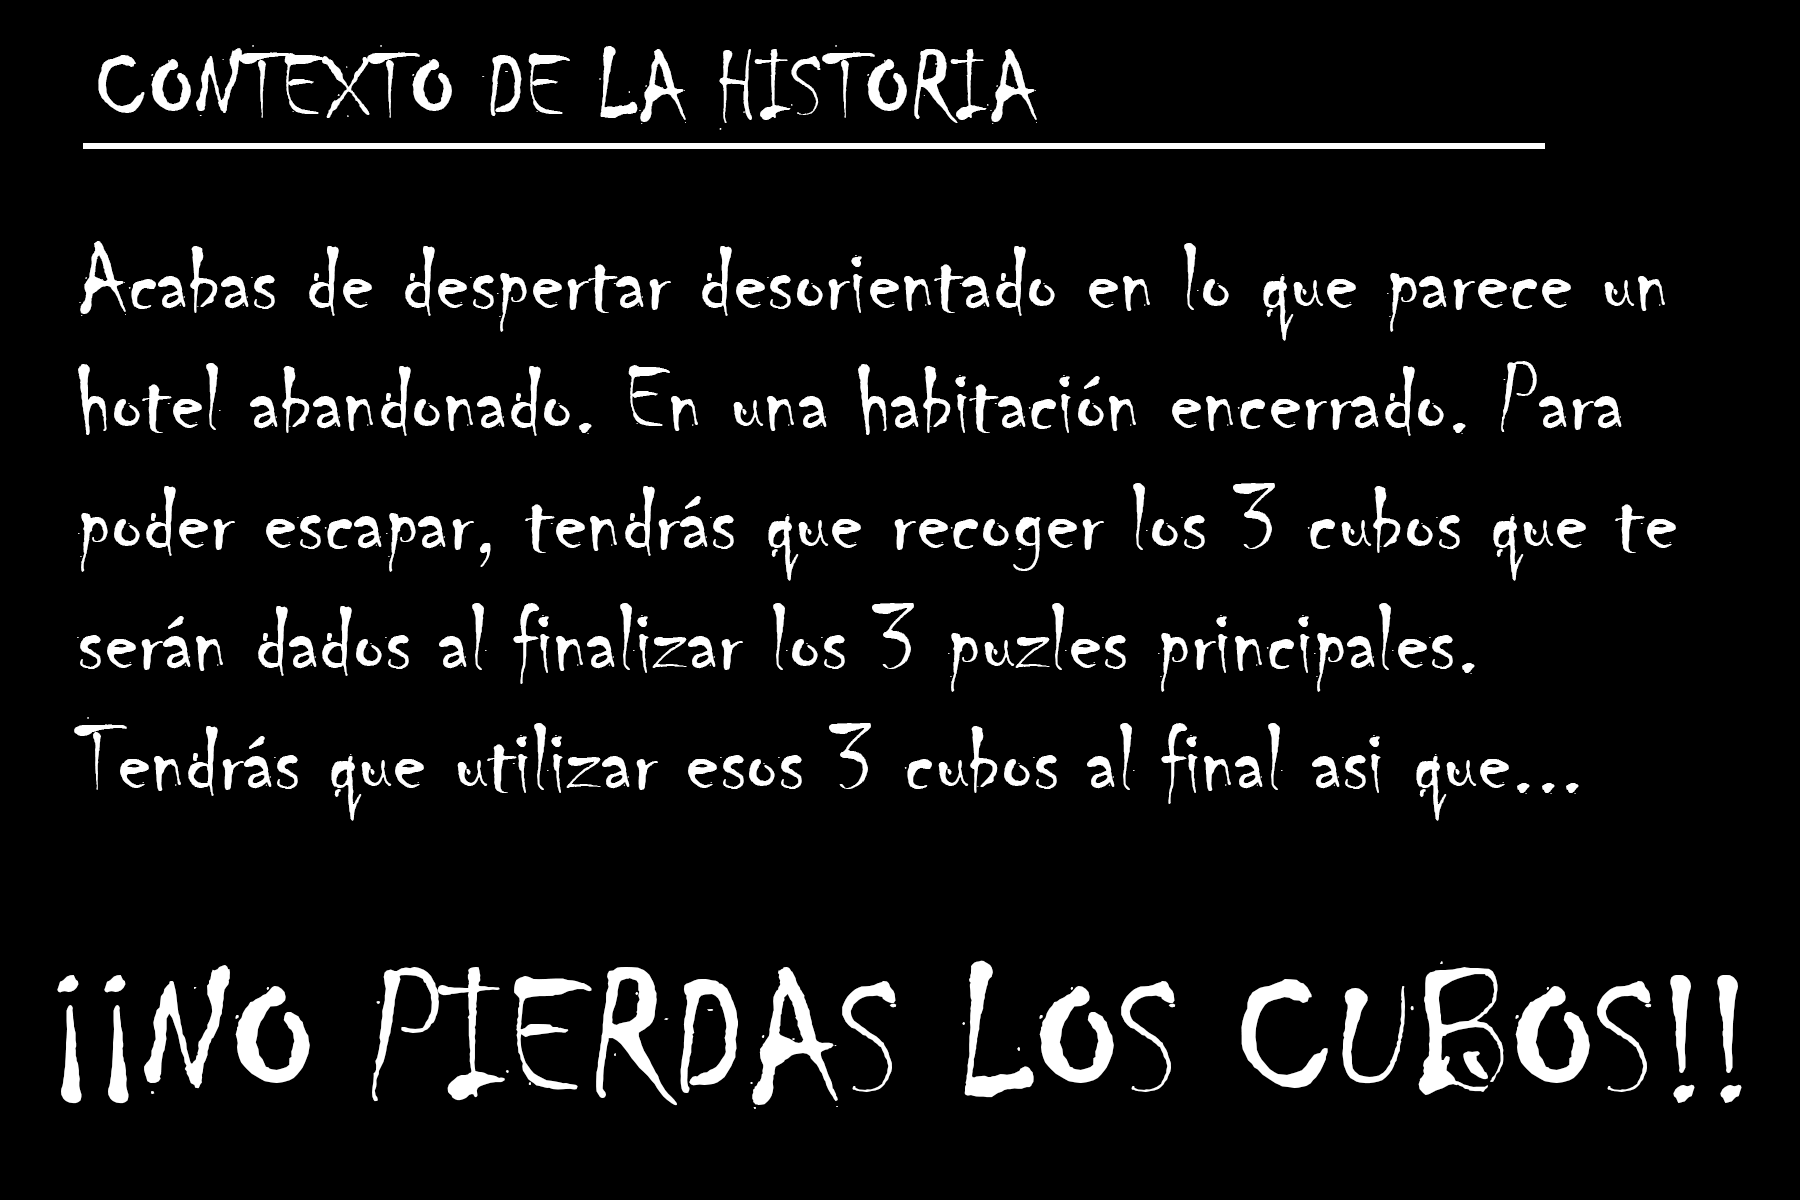 CONTEXTO DE LA HISTORIA
Acabas de despertar desorientado en lo que parece un
hotel abandonado. En una habitación encerrado. Para
poder escapar, tendrás que recoger los 3 cubos que te
serán dados al finalizar los 3 puzles principales.
Tendrás que utilizar esos 3 cubos al final asi que...
¡¡NO PIERDAS LOS CUBOS!!